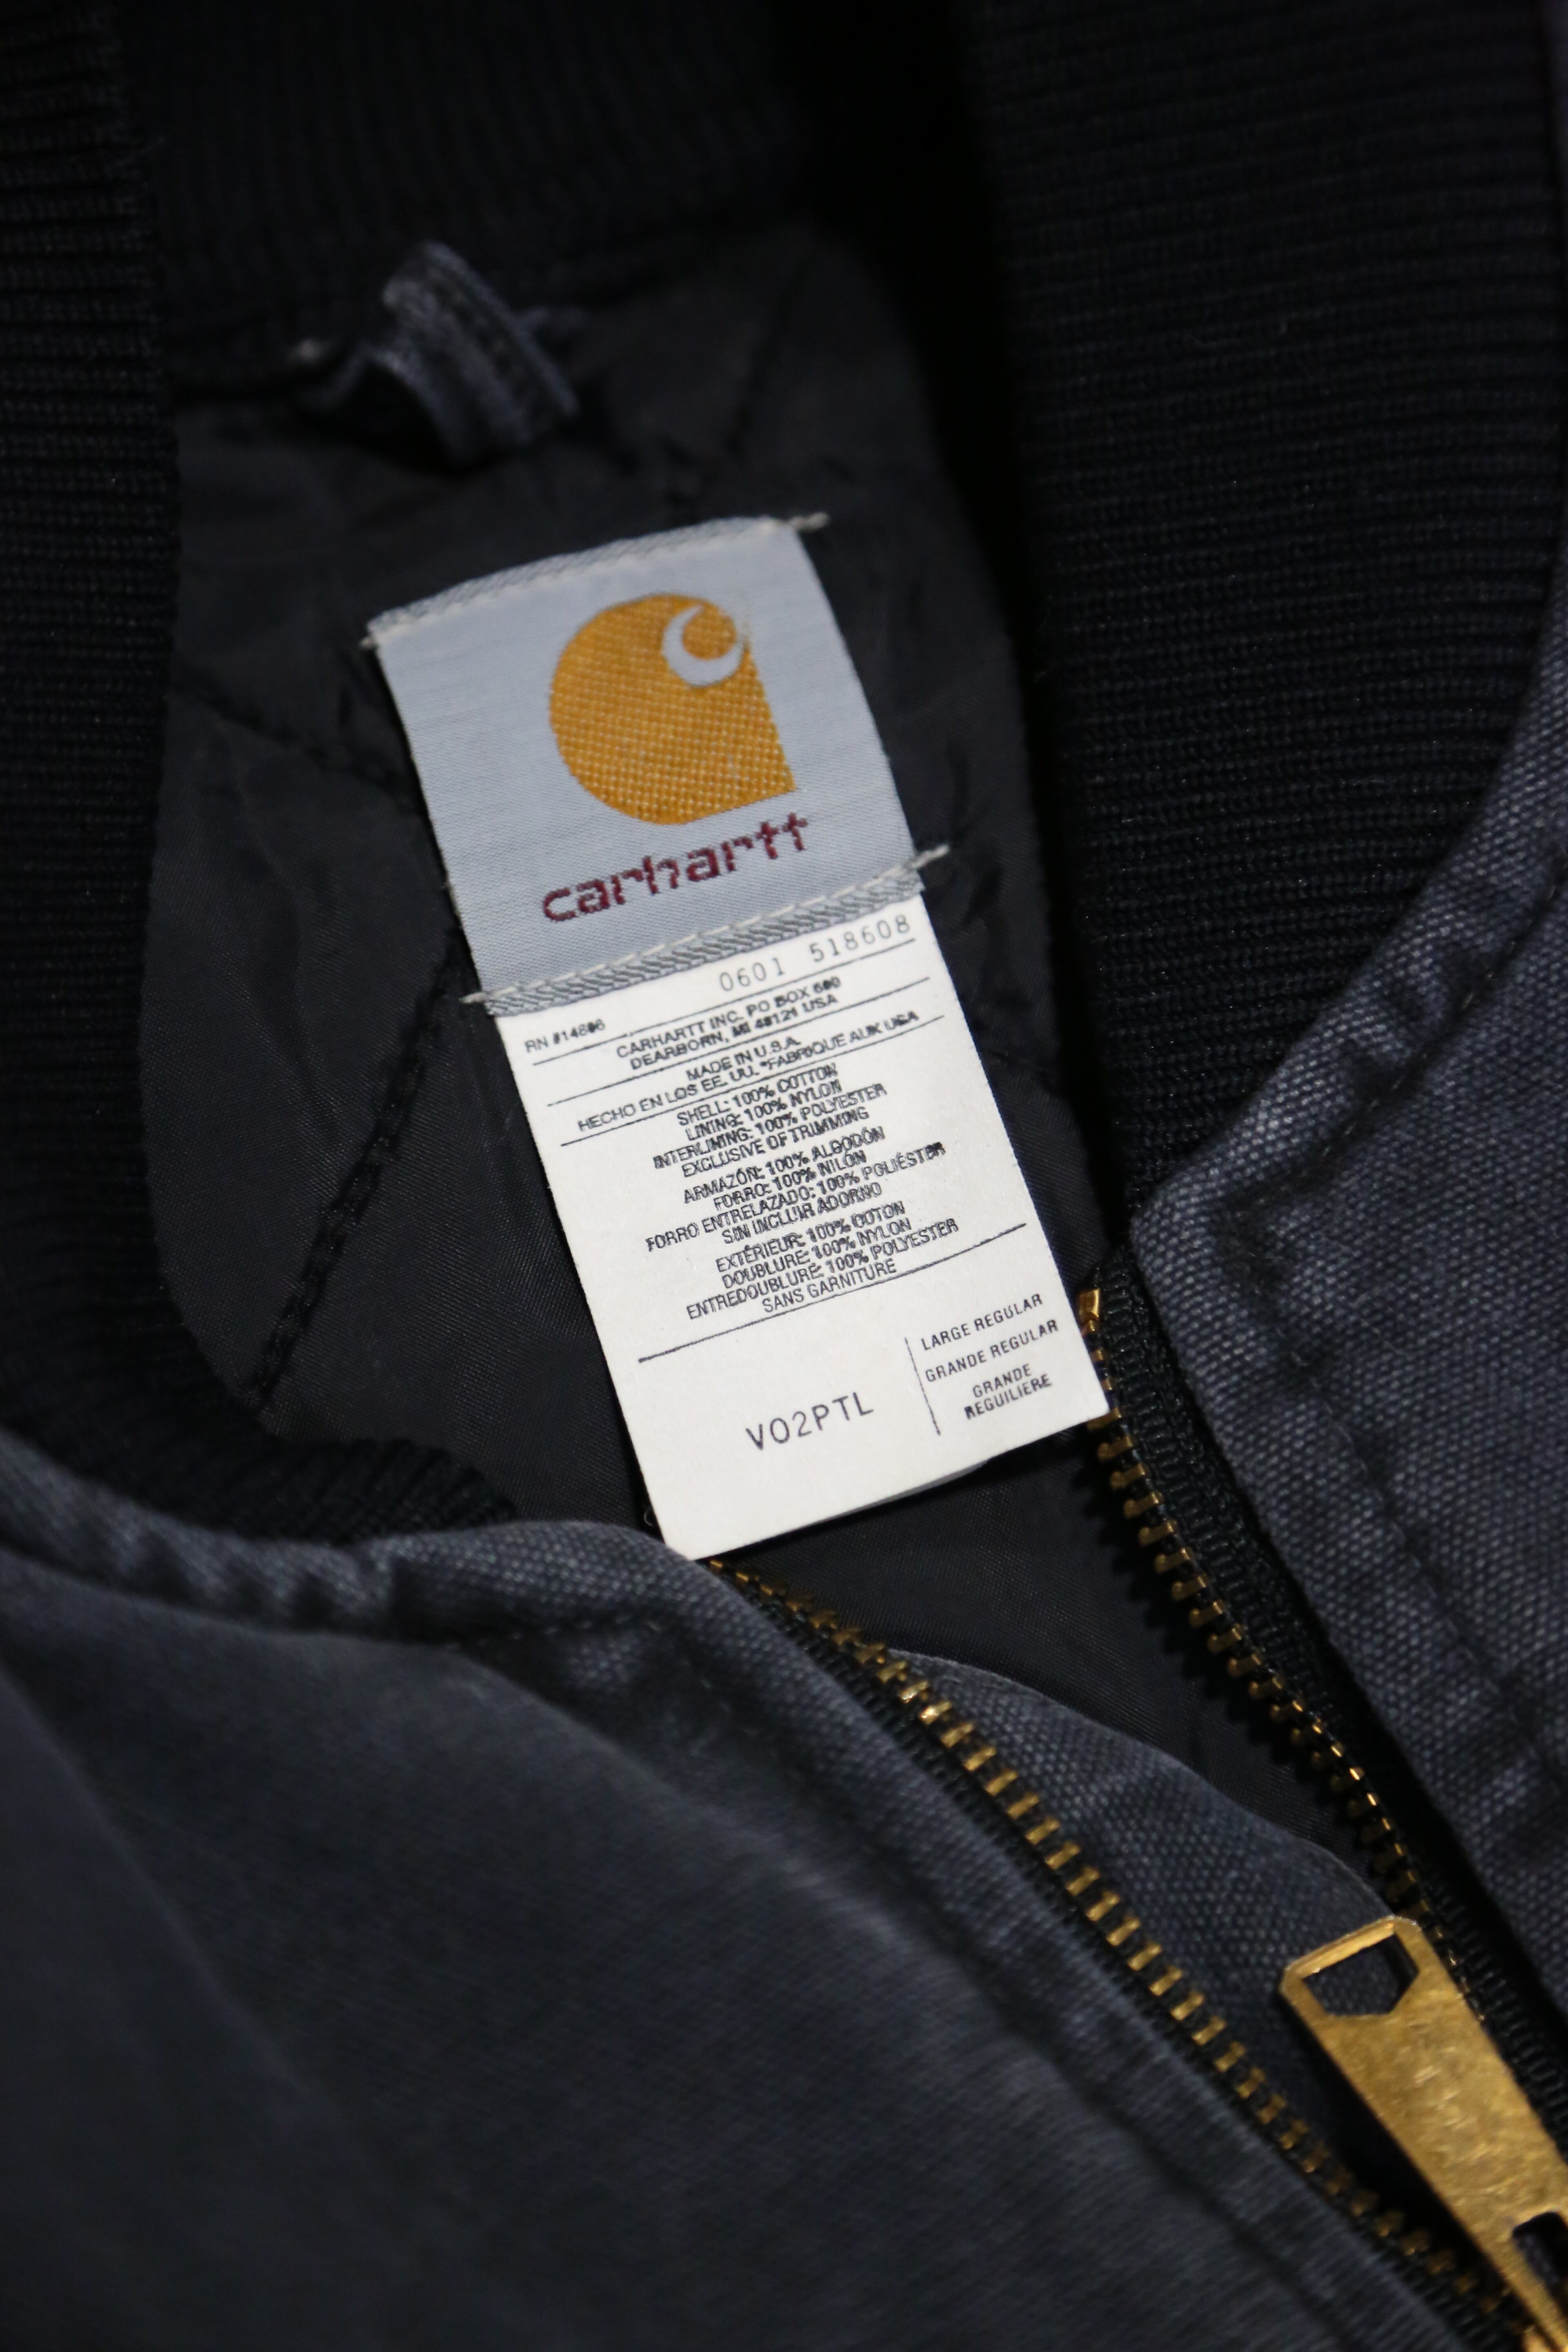 carhartt
0601 518608
RN #14806
CARHARTT INC. PO BOX 600
DEARBORN, MI 48121 USA
MADE IN U.S.A.
HECHO EN LOS EE. UU. *FABRIQUE AUX USA
SHELL: 100% COTTON
LINING: 100% NYLON
INTERLINING: 100% POLYESTER
EXCLUSIVE OF TRIMMING
ARMAZÓN: 100% ALGODÓN
FORRO: 100% NILÓN
FORRO ENTRELAZADO: 100% POLIÉSTER
SIN INCLUIR ADORNO
EXTÉRIEUR: 100% COTON
DOUBLURE: 100% NYLON
ENTREDOUBLURE: 100% POLYESTER
SANS GARNITURE
V02PTL
LARGE REGULAR
GRANDE REGULAR
GRANDE
REGUILIERE